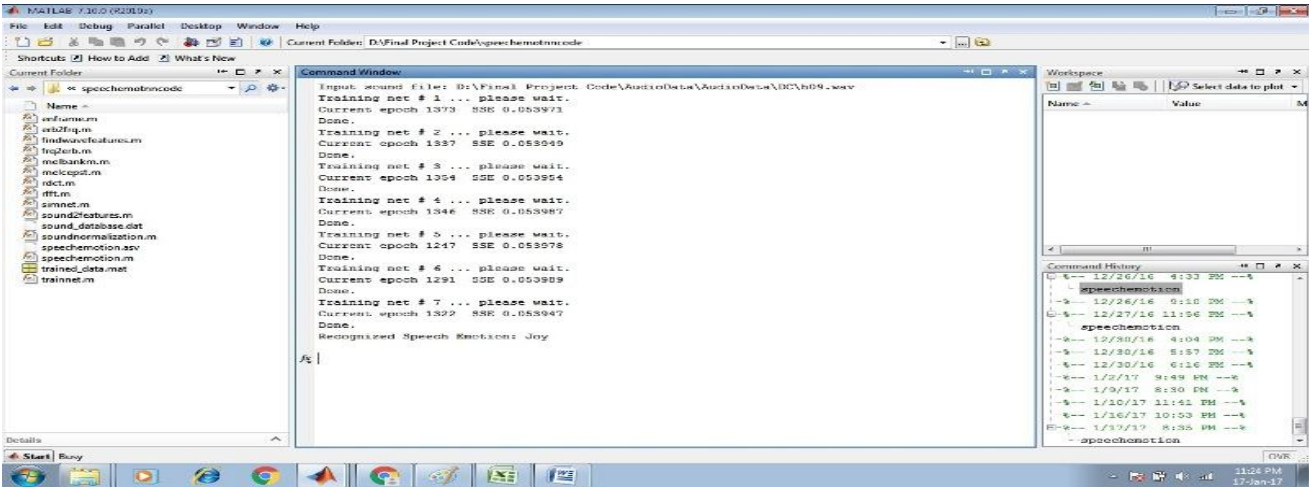 MATLAB 7.10.0 (R2010a)
File Edit Debug Parallel Desktop Window Help
Current Folder: D:\Final Project Code\speechemotnncode
Shortcuts How to Add What's New
Current Folder
« speechemotnncode
Name
enframe.m
erb2frq.m
findwavefeatures.m
frq2erb.m
melbankm.m
melcepst.m
rdct.m
rfft.m
simnet.m
sound2features.m
sound_database.dat
soundnormalization.m
speechemotion.asv
speechemotion.m
trained_data.mat
trainnet.m
Details
Command Window
Input sound file: D:\Final Project Code\AudioData\AudioData\DC\h09.wav
Training net # 1 ... please wait.
Current epoch 1373 SSE 0.053971
Done.
Training net # 2 ... please wait.
Current epoch 1337 SSE 0.053949
Done.
Training net # 3 ... please wait.
Current epoch 1354 SSE 0.053954
Done.
Training net # 4 ... please wait.
Current epoch 1346 SSE 0.053987
Done.
Training net # 5 ... please wait.
Current epoch 1247 SSE 0.053978
Done.
Training net # 6 ... please wait.
Current epoch 1291 SSE 0.053989
Done.
Training net # 7 ... please wait.
Current epoch 1322 SSE 0.053947
Done.
Recognized Speech Emotion: Joy
fx
Workspace
Select data to plot
Name Value M
Command History
%-- 12/26/16 4:33 PM --%
speechemotion
%-- 12/26/16 9:18 PM --%
%-- 12/27/16 11:56 PM --%
speechemotion
%-- 12/30/16 4:04 PM --%
%-- 12/30/16 5:57 PM --%
%-- 12/30/16 6:16 PM --%
%-- 1/2/17 9:49 PM --%
%-- 1/9/17 8:30 PM --%
%-- 1/10/17 11:41 PM --%
%-- 1/16/17 10:53 PM --%
%-- 1/17/17 8:35 PM --%
speechemotion
Start Busy
OVR
11:24 PM
17-Jan-17